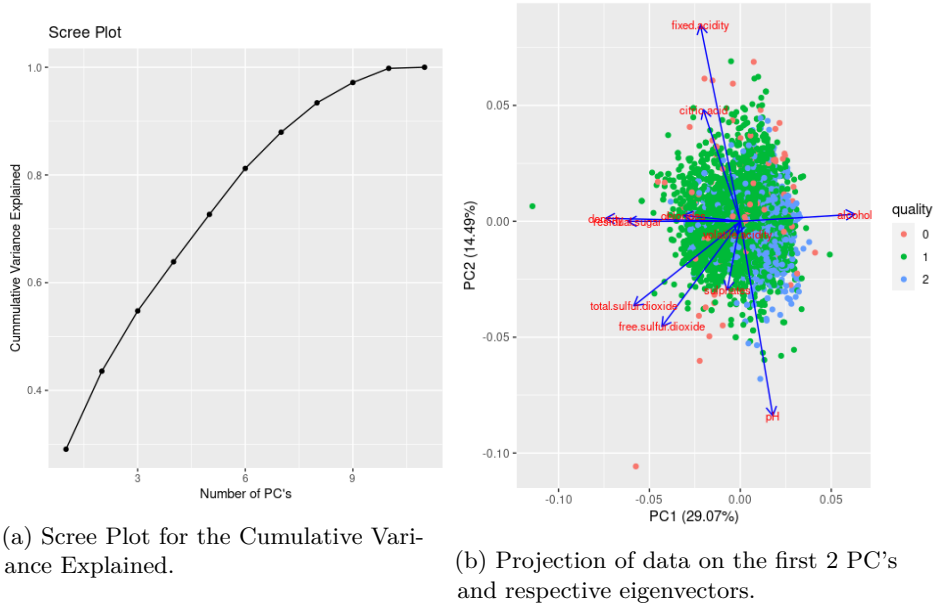 Scree Plot
Cummulative Variance Explained
1.0
0.8
0.6
0.4
3
6
9
Number of PC's
(a) Scree Plot for the Cumulative Vari-
ance Explained.
PC2 (14.49%)
0.05
0.00
-0.05
-0.10
fixed.acidity
citric.acid
density
residual.sugar
chlorides
alcohol
volatile.acidity
sulphates
total.sulfur.dioxide
free.sulfur.dioxide
pH
-0.10
-0.05
0.00
0.05
PC1 (29.07%)
quality
0
1
2
(b) Projection of data on the first 2 PC's
and respective eigenvectors.